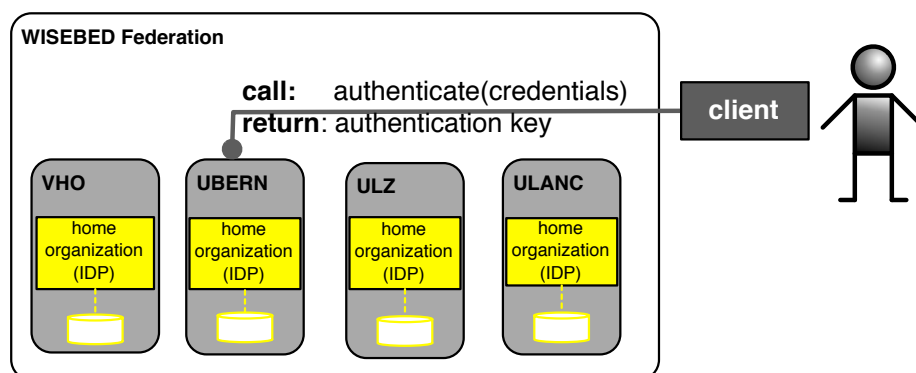 WISEBED Federation
call: authenticate(credentials)
return: authentication key
client
VHO
home
organization
(IDP)
UBERN
home
organization
(IDP)
ULZ
home
organization
(IDP)
ULANC
home
organization
(IDP)